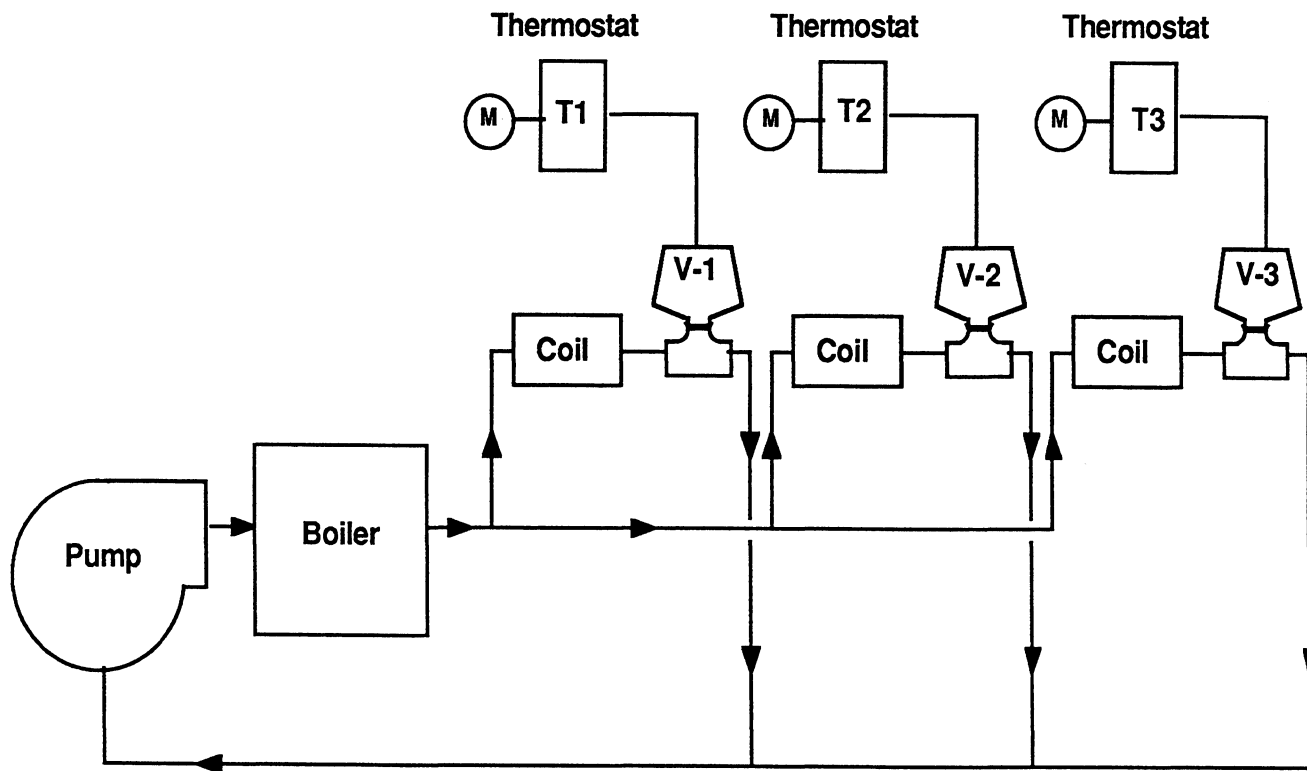 Thermostat
Thermostat
Thermostat
M
T1
M
T2
M
T3
V-1
V-2
V-3
Coil
Coil
Coil
Pump
Boiler